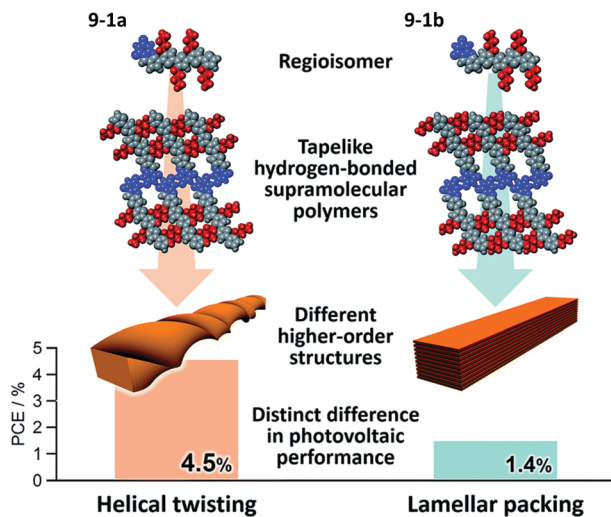 9-1a
9-1b
Regioisomer
Tapelike
hydrogen-bonded
supramolecular
polymers
Different
higher-order
structures
PCE / %
5
4
3
2
1
0
Distinct difference
in photovoltaic
performance
4.5%
1.4%
Helical twisting
Lamellar packing